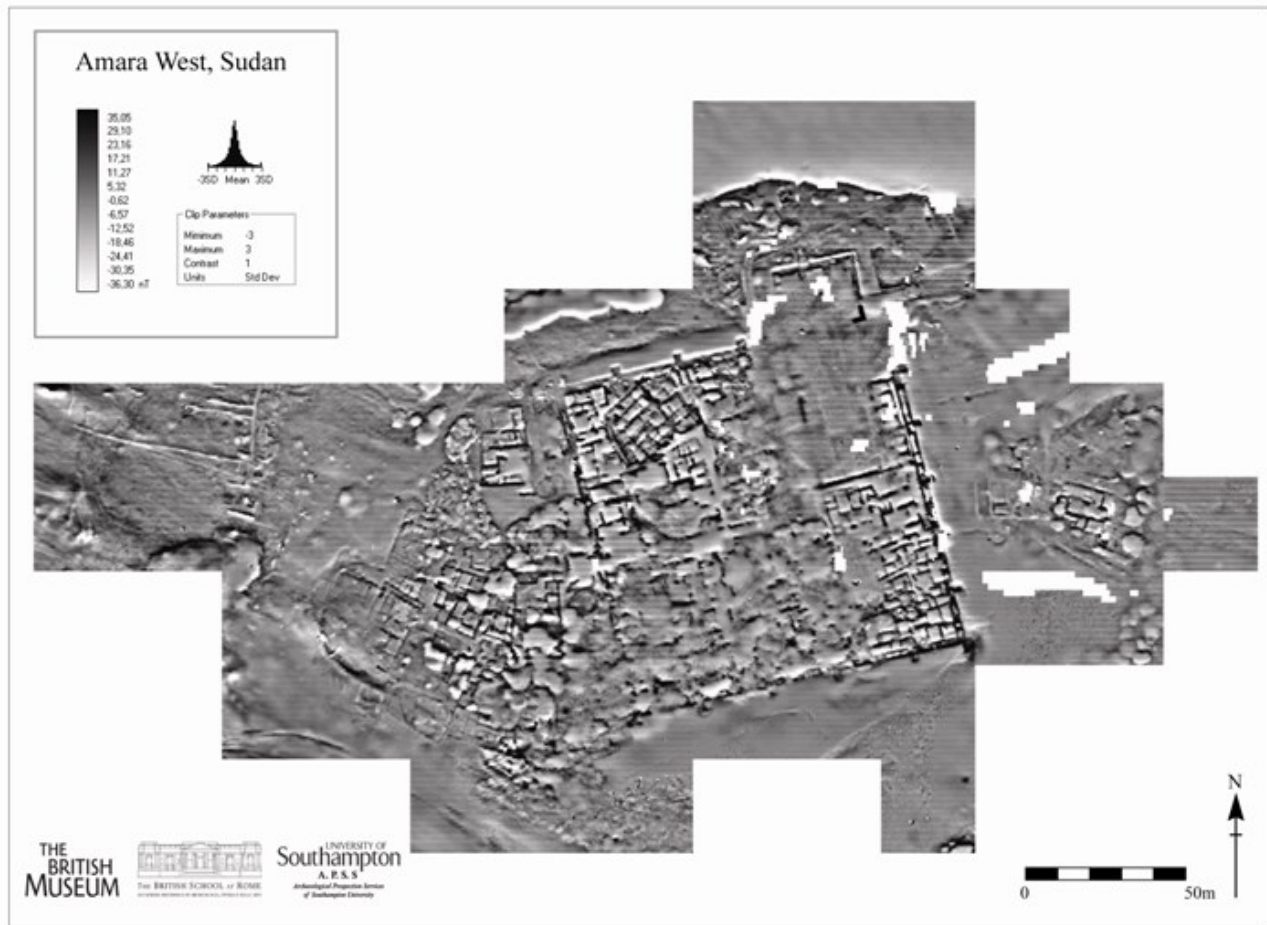 Amara West, Sudan
35,05
29,10
23,16
17,21
11,27
5,32
-0,62
-6,57
-12,52
-18,46
-24,41
-30,35
-36,30 nT
-3SD Mean 3SD
Clip Parameters
Minimum -3
Maximum 3
Contrast 1
Units Std Dev
N
THE
BRITISH
MUSEUM
THE BRITISH SCHOOL AT ROME
UNIVERSITY OF
Southampton
A.P.S.S
Archaeological Prospection Services
of Southampton University
0 50m